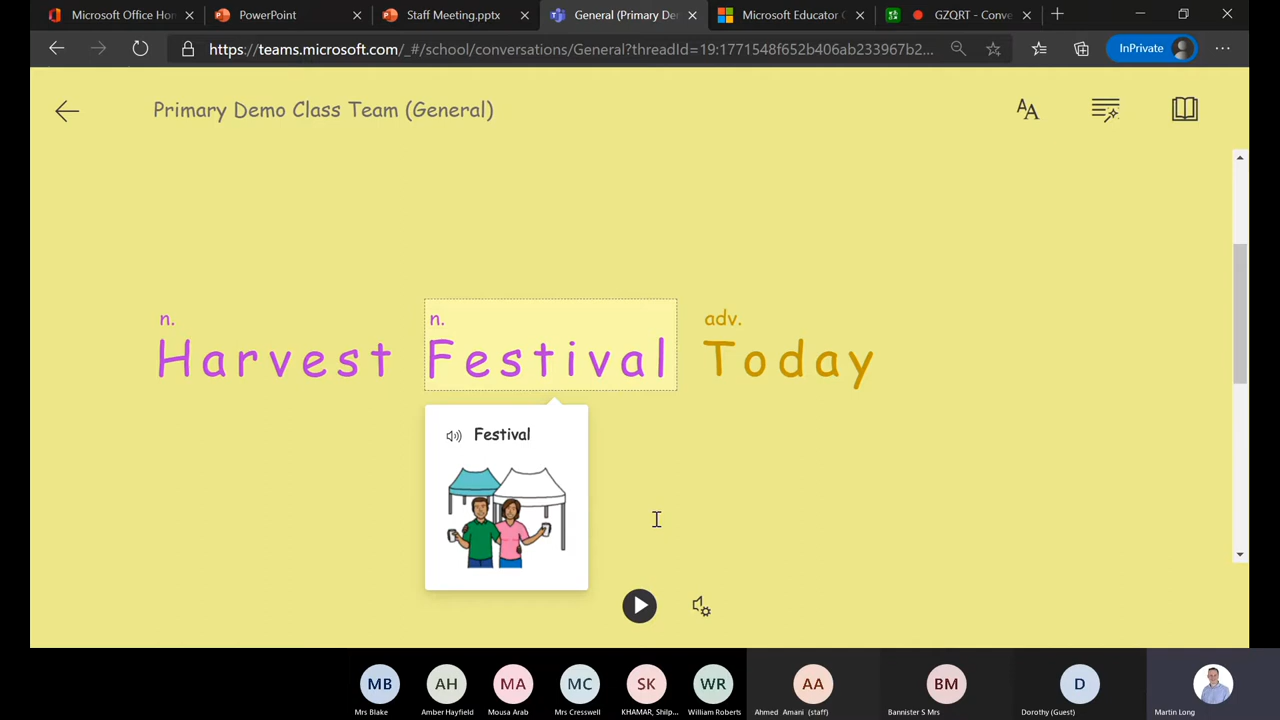 Microsoft Office Hom
PowerPoint
Staff Meeting.pptx
General (Primary De
Microsoft Educator C
GZQRT - Conve
https://teams.microsoft.com/_#/school/conversations/General?threadId=19:1771548f652b406ab233967b2...
InPrivate
Primary Demo Class Team (General)
AA
n. n. adv.
Harvest Festival Today
Festival
MB AH MA MC SK WR AA BM D
Mrs Blake Amber Hayfield Mousa Arab Mrs Cresswell KHAMAR, Shilp... William Roberts Ahmed Amani (staff) Bannister S Mrs Dorothy (Guest) Martin Long